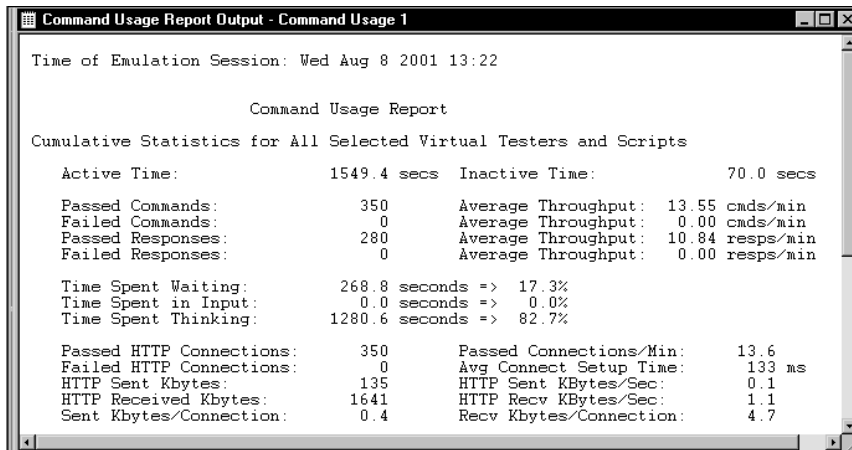 Command Usage Report Output - Command Usage 1
Time of Emulation Session: Wed Aug 8 2001 13:22
Command Usage Report
Cumulative Statistics for All Selected Virtual Testers and Scripts
Active Time: 1549.4 secs Inactive Time: 70.0 secs
Passed Commands: 350 Average Throughput: 13.55 cmds/min
Failed Commands: 0 Average Throughput: 0.00 cmds/min
Passed Responses: 280 Average Throughput: 10.84 resps/min
Failed Responses: 0 Average Throughput: 0.00 resps/min
Time Spent Waiting: 268.8 seconds => 17.3%
Time Spent in Input: 0.0 seconds => 0.0%
Time Spent Thinking: 1280.6 seconds => 82.7%
Passed HTTP Connections: 350 Passed Connections/Min: 13.6
Failed HTTP Connections: 0 Avg Connect Setup Time: 133 ms
HTTP Sent Kbytes: 135 HTTP Sent KBytes/Sec: 0.1
HTTP Received Kbytes: 1641 HTTP Recv KBytes/Sec: 1.1
Sent Kbytes/Connection: 0.4 Recv Kbytes/Connection: 4.7